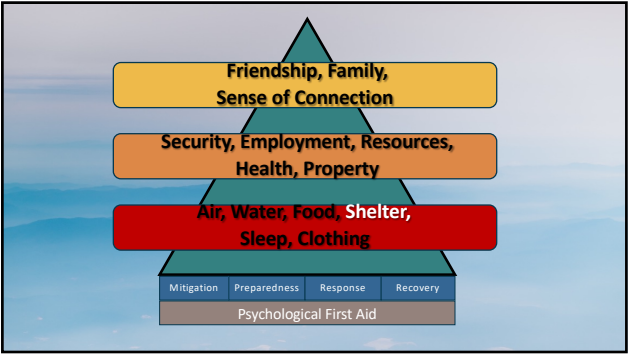 Friendship, Family,
Sense of Connection
Security, Employment, Resources,
Health, Property
Air, Water, Food, Shelter,
Sleep, Clothing
Mitigation Preparedness Response Recovery
Psychological First Aid